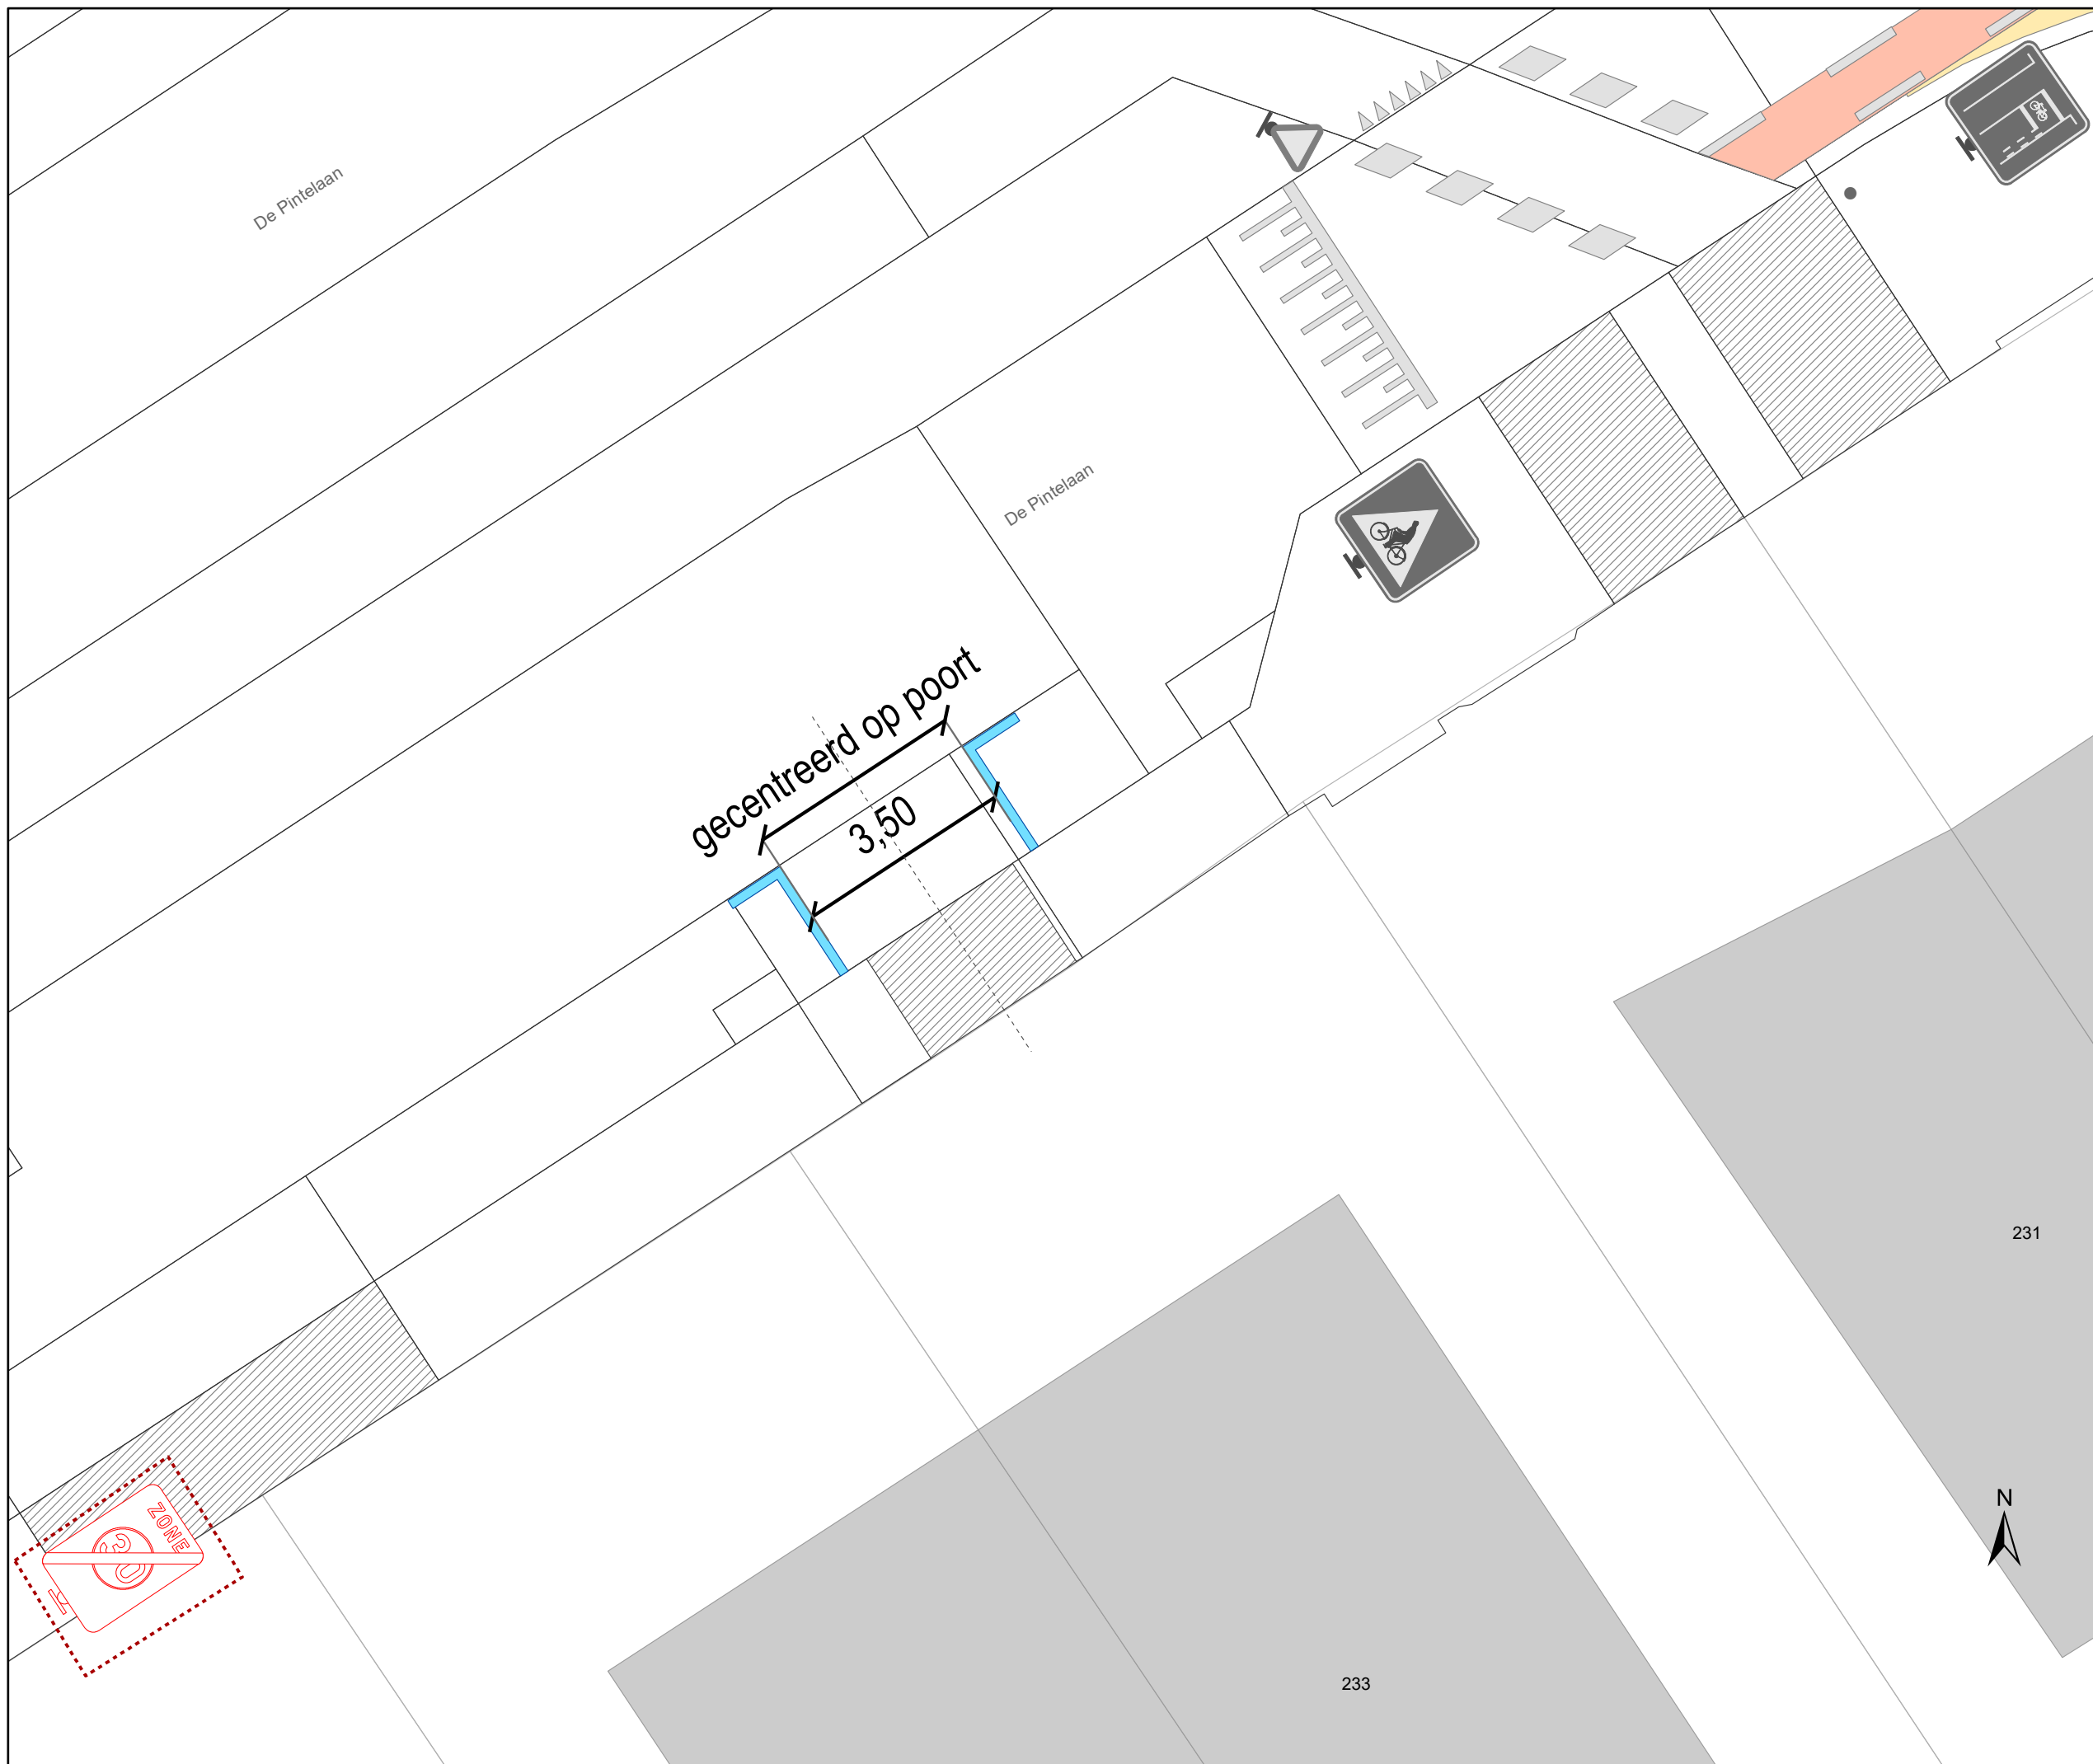 De Pintelaan
De Pintelaan
gecentreerd op poort
3,50
231
N
ZONE
30
233